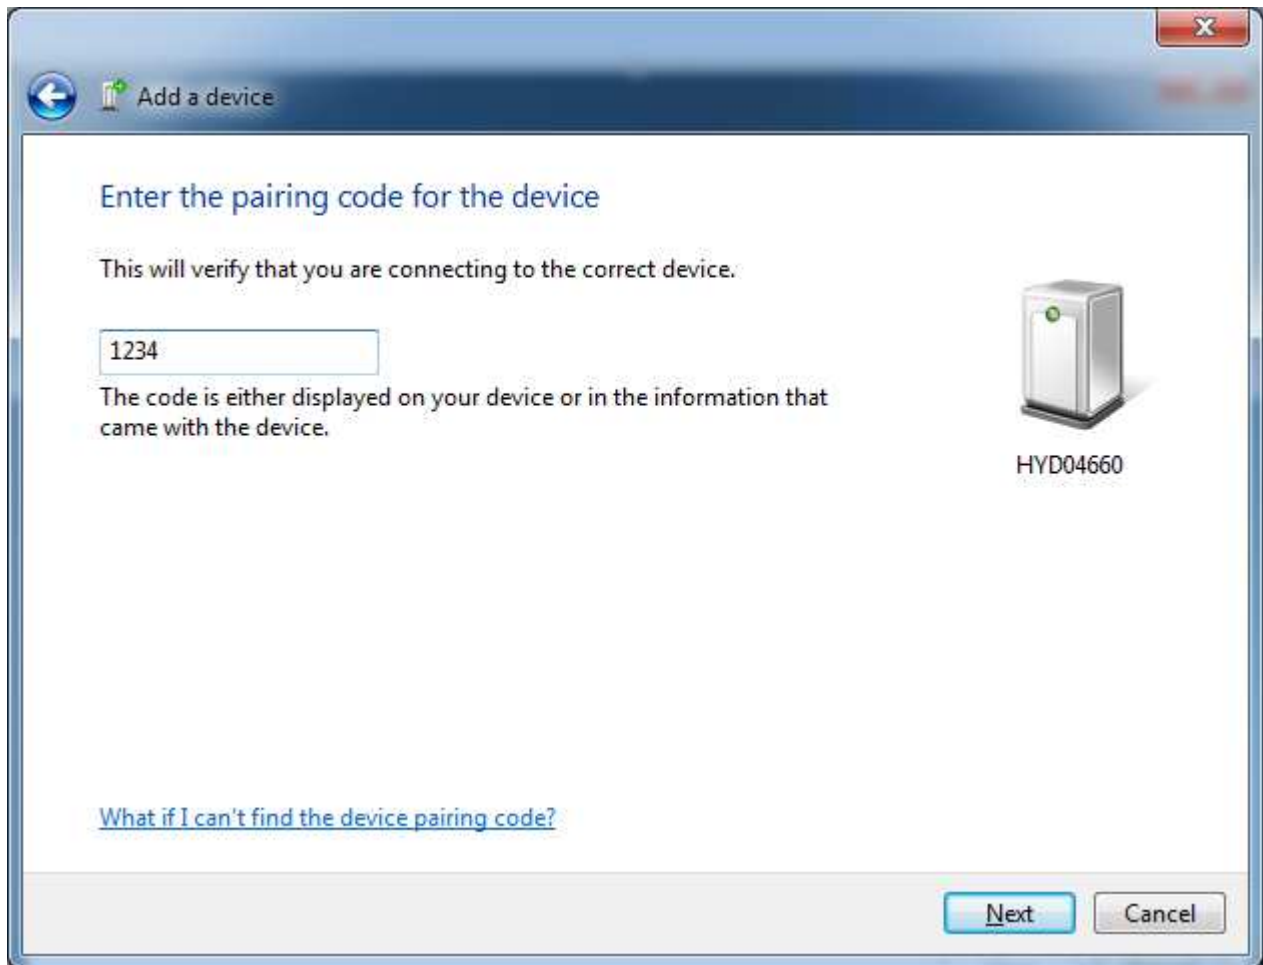 Add a device
Enter the pairing code for the device
This will verify that you are connecting to the correct device.
1234
The code is either displayed on your device or in the information that
came with the device.
HYD04660
What if I can't find the device pairing code?
Next
Cancel